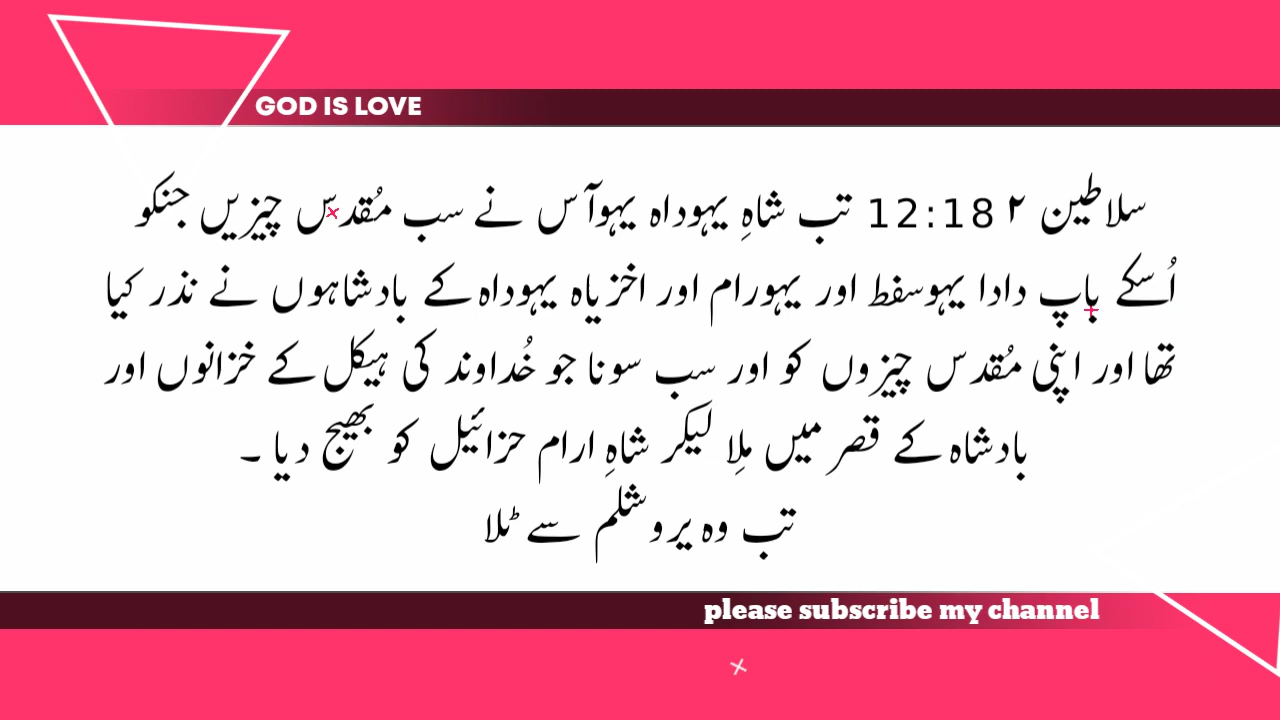 GOD IS LOVE
سلاطین ۲ 12:18 تب شاہِ یہوداہ یہوآس نے سب مُقدس چیزیں جنکو
اُسکے باپ دادا یہوسفط اور یہورام اور اخزیاہ یہوداہ کے بادشاہوں نے نذر کیا
تھا اور اپنی مُقدس چیزوں کو اور سب سونا جو خُداوند کی ہیکل کے خزانوں اور
بادشاہ کے قصر میں مِلا لیکر شاہِ ارام حزائیل کو بھیج دیا ۔
تب وہ یروشلم سے ٹلا
please subscribe my channel